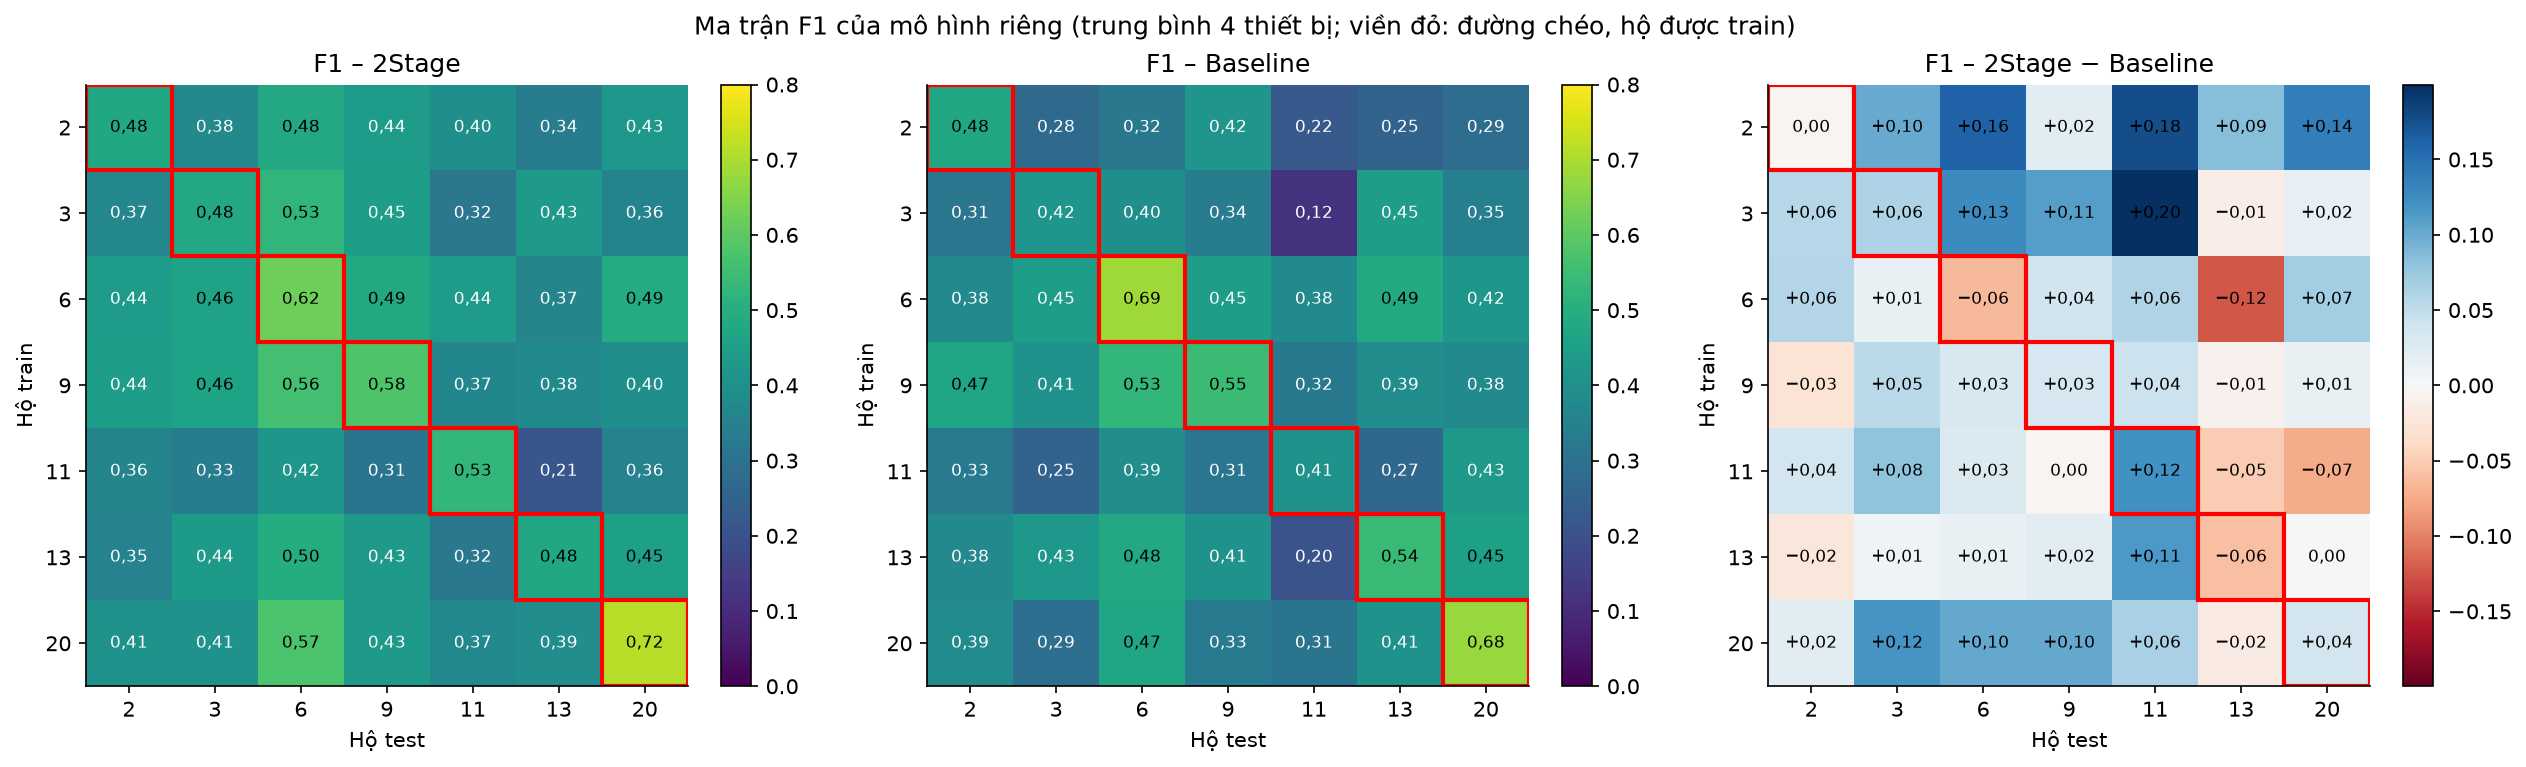 Ma trận F1 của mô hình riêng (trung bình 4 thiết bị; viền đỏ: đường chéo, hộ được train)
F1 – 2Stage
Hộ train
2 0,48 0,38 0,48 0,44 0,40 0,34 0,43
3 0,37 0,48 0,53 0,45 0,32 0,43 0,36
6 0,44 0,46 0,62 0,49 0,44 0,37 0,49
9 0,44 0,46 0,56 0,58 0,37 0,38 0,40
11 0,36 0,33 0,42 0,31 0,53 0,21 0,36
13 0,35 0,44 0,50 0,43 0,32 0,48 0,45
20 0,41 0,41 0,57 0,43 0,37 0,39 0,72
2 3 6 9 11 13 20
Hộ test
0.8
0.7
0.6
0.5
0.4
0.3
0.2
0.1
0.0
F1 – Baseline
Hộ train
2 0,48 0,28 0,32 0,42 0,22 0,25 0,29
3 0,31 0,42 0,40 0,34 0,12 0,45 0,35
6 0,38 0,45 0,69 0,45 0,38 0,49 0,42
9 0,47 0,41 0,53 0,55 0,32 0,39 0,38
11 0,33 0,25 0,39 0,31 0,41 0,27 0,43
13 0,38 0,43 0,48 0,41 0,20 0,54 0,45
20 0,39 0,29 0,47 0,33 0,31 0,41 0,68
2 3 6 9 11 13 20
Hộ test
0.8
0.7
0.6
0.5
0.4
0.3
0.2
0.1
0.0
F1 – 2Stage − Baseline
Hộ train
2 0,00 +0,10 +0,16 +0,02 +0,18 +0,09 +0,14
3 +0,06 +0,06 +0,13 +0,11 +0,20 −0,01 +0,02
6 +0,06 +0,01 −0,06 +0,04 +0,06 −0,12 +0,07
9 −0,03 +0,05 +0,03 +0,03 +0,04 −0,01 +0,01
11 +0,04 +0,08 +0,03 0,00 +0,12 −0,05 −0,07
13 −0,02 +0,01 +0,01 +0,02 +0,11 −0,06 0,00
20 +0,02 +0,12 +0,10 +0,10 +0,06 −0,02 +0,04
2 3 6 9 11 13 20
Hộ test
0.15
0.10
0.05
0.00
−0.05
−0.10
−0.15